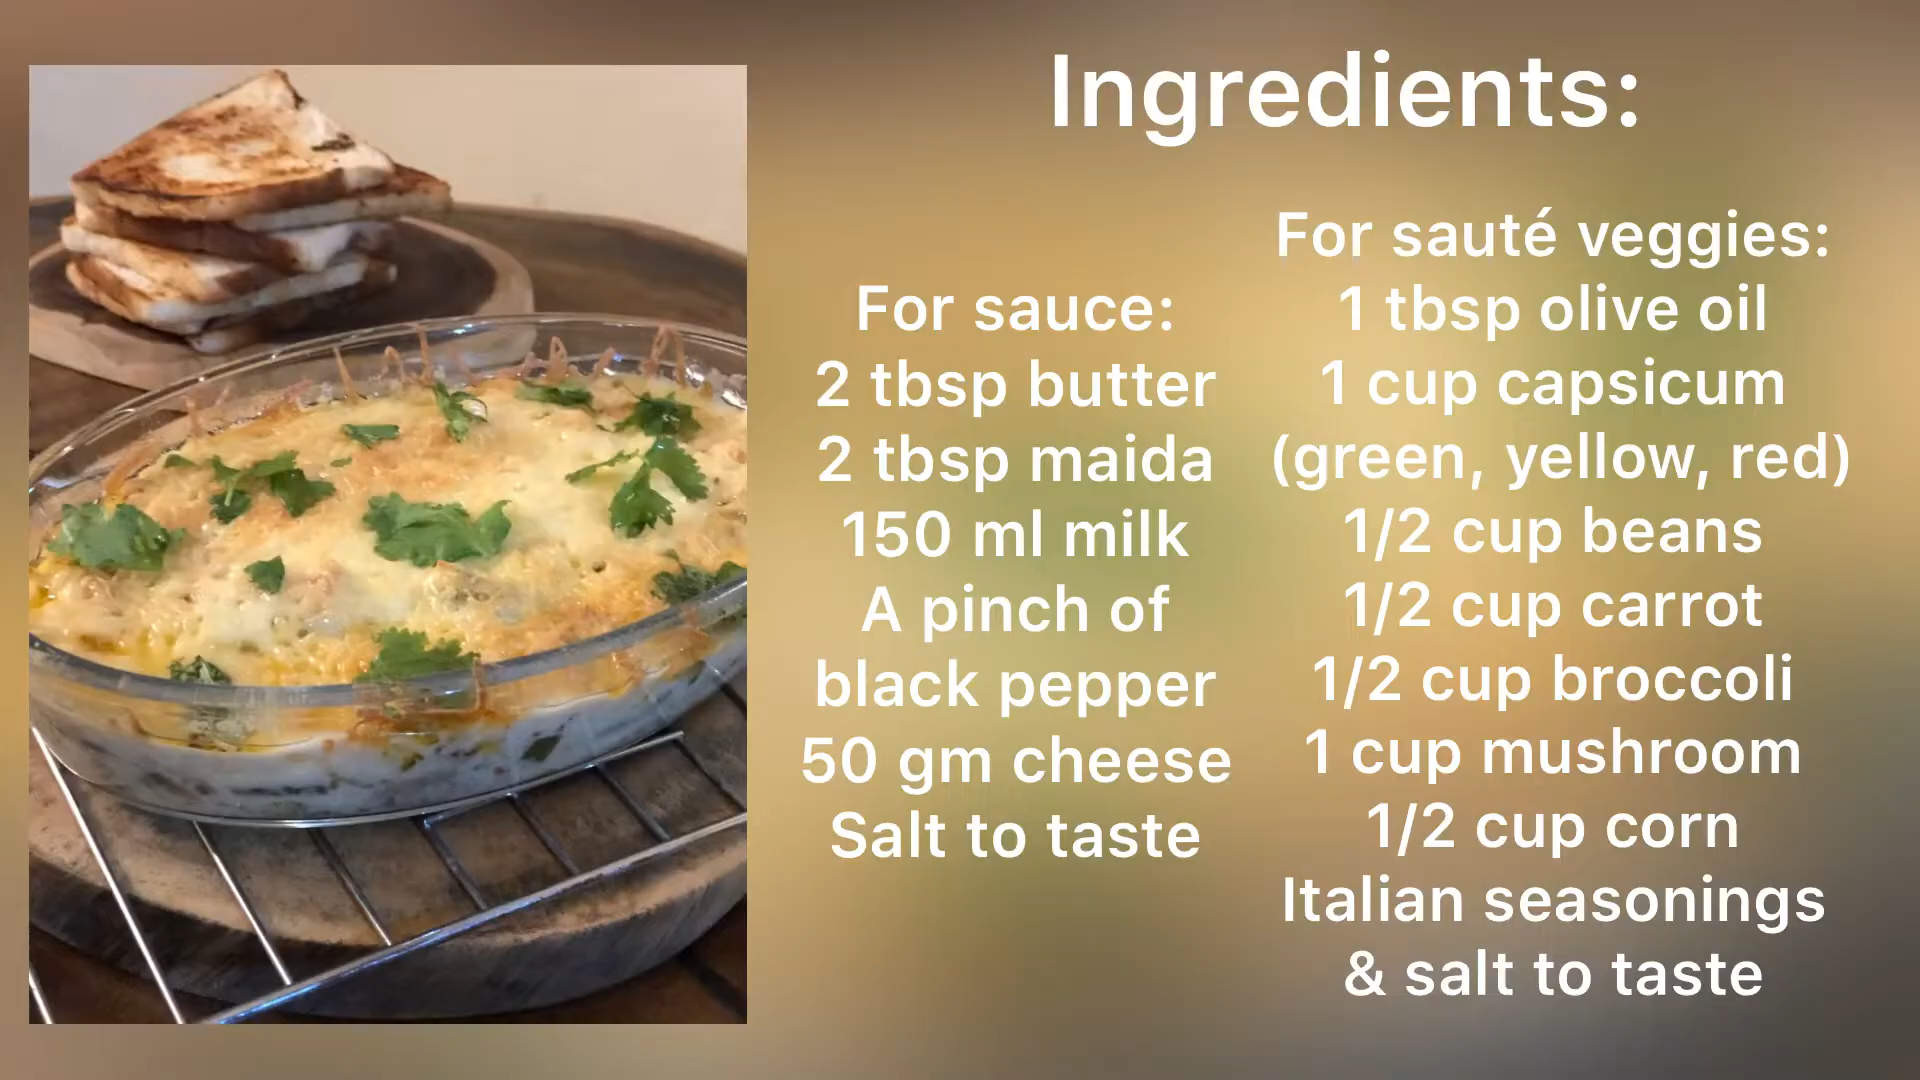 Ingredients:
For sauce:
2 tbsp butter
2 tbsp maida
150 ml milk
A pinch of
black pepper
50 gm cheese
Salt to taste
For sauté veggies:
1 tbsp olive oil
1 cup capsicum
(green, yellow, red)
1/2 cup beans
1/2 cup carrot
1/2 cup broccoli
1 cup mushroom
1/2 cup corn
Italian seasonings
& salt to taste